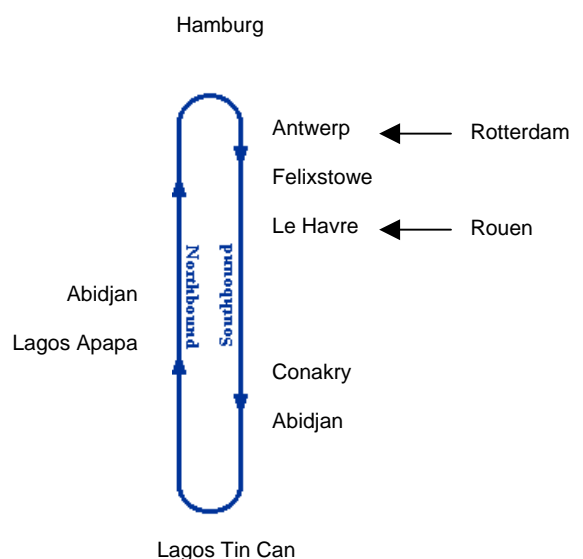 Hamburg
Antwerp
Rotterdam
Felixstowe
Le Havre
Rouen
Northbound
Southbound
Abidjan
Lagos Apapa
Conakry
Abidjan
Lagos Tin Can